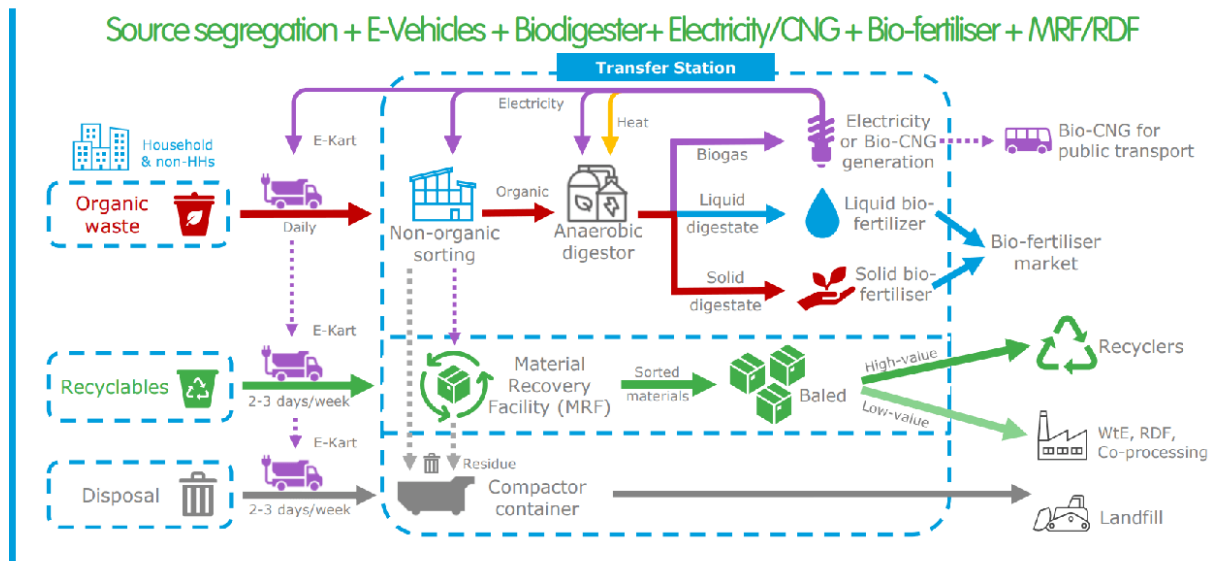 Source segregation + E-Vehicles + Biodigester+ Electricity/CNG + Bio-fertiliser + MRF/RDF
Transfer Station
Household
& non-HHs
Organic
waste
E-Kart
Daily
Electricity
Heat
Non-organic
sorting
Organic
Anaerobic
digestor
Biogas
Liquid
digestate
Solid
digestate
Electricity
or Bio-CNG
generation
Bio-CNG for
public transport
Liquid bio-
fertilizer
Solid bio-
fertiliser
Bio-fertiliser
market
Recyclables
E-Kart
2-3 days/week
Material
Recovery
Facility (MRF)
Sorted
materials
Baled
High-value
Low-value
Recyclers
WtE, RDF,
Co-processing
Disposal
E-Kart
2-3 days/week
Residue
Compactor
container
Landfill